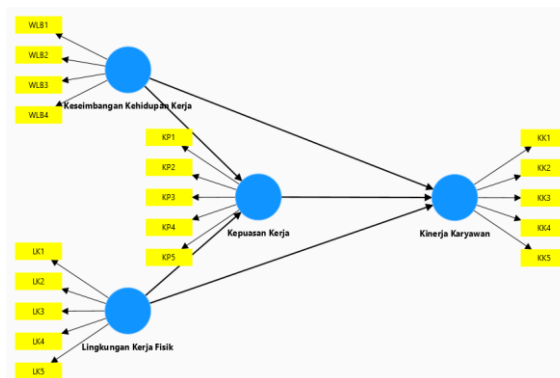 WLB1
WLB2
WLB3
WLB4
Keseimbangan Kehidupan Kerja
KP1
KP2
KP3
KP4
KP5
Kepuasan Kerja
KK1
KK2
KK3
KK4
KK5
Kinerja Karyawan
LK1
LK2
LK3
LK4
LK5
Lingkungan Kerja Fisik